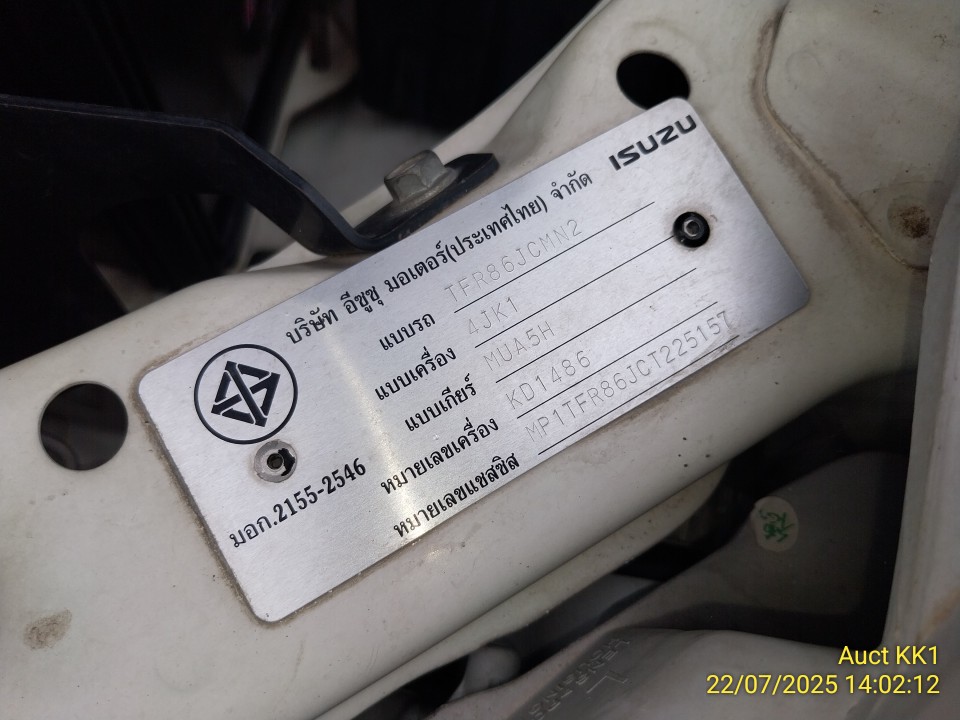 บริษัท อีซูซุ มอเตอร์(ประเทศไทย) จำกัด ISUZU
แบบรถ TFR86JCMN2
แบบเครื่อง 4JK1
แบบเกียร์ MUA5H
หมายเลขเครื่อง KD1486
หมายเลขแชสซิส MP1TFR86JCT225157
มอก.2155-2546
Auct KK1
22/07/2025 14:02:12